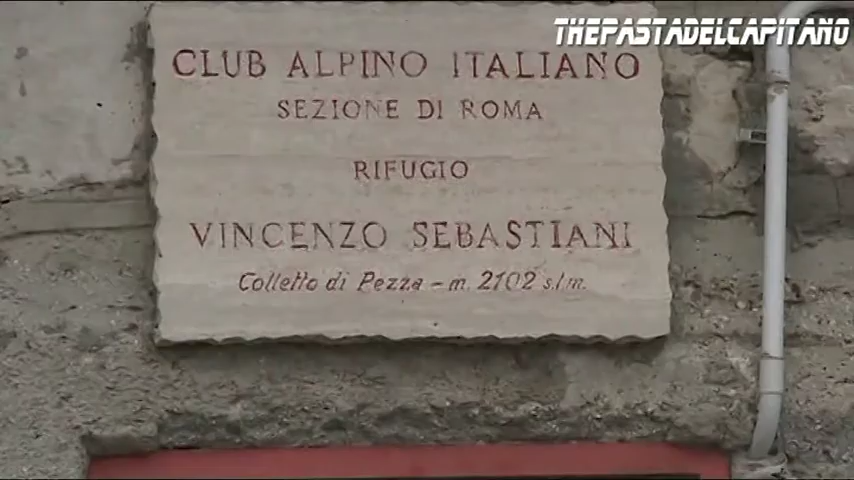 THEPASTADELCAPITANO
CLUB ALPINO ITALIANO
SEZIONE DI ROMA
RIFUGIO
VINCENZO SEBASTIANI
Colletto di Pezza - m. 2102 s.l.m.